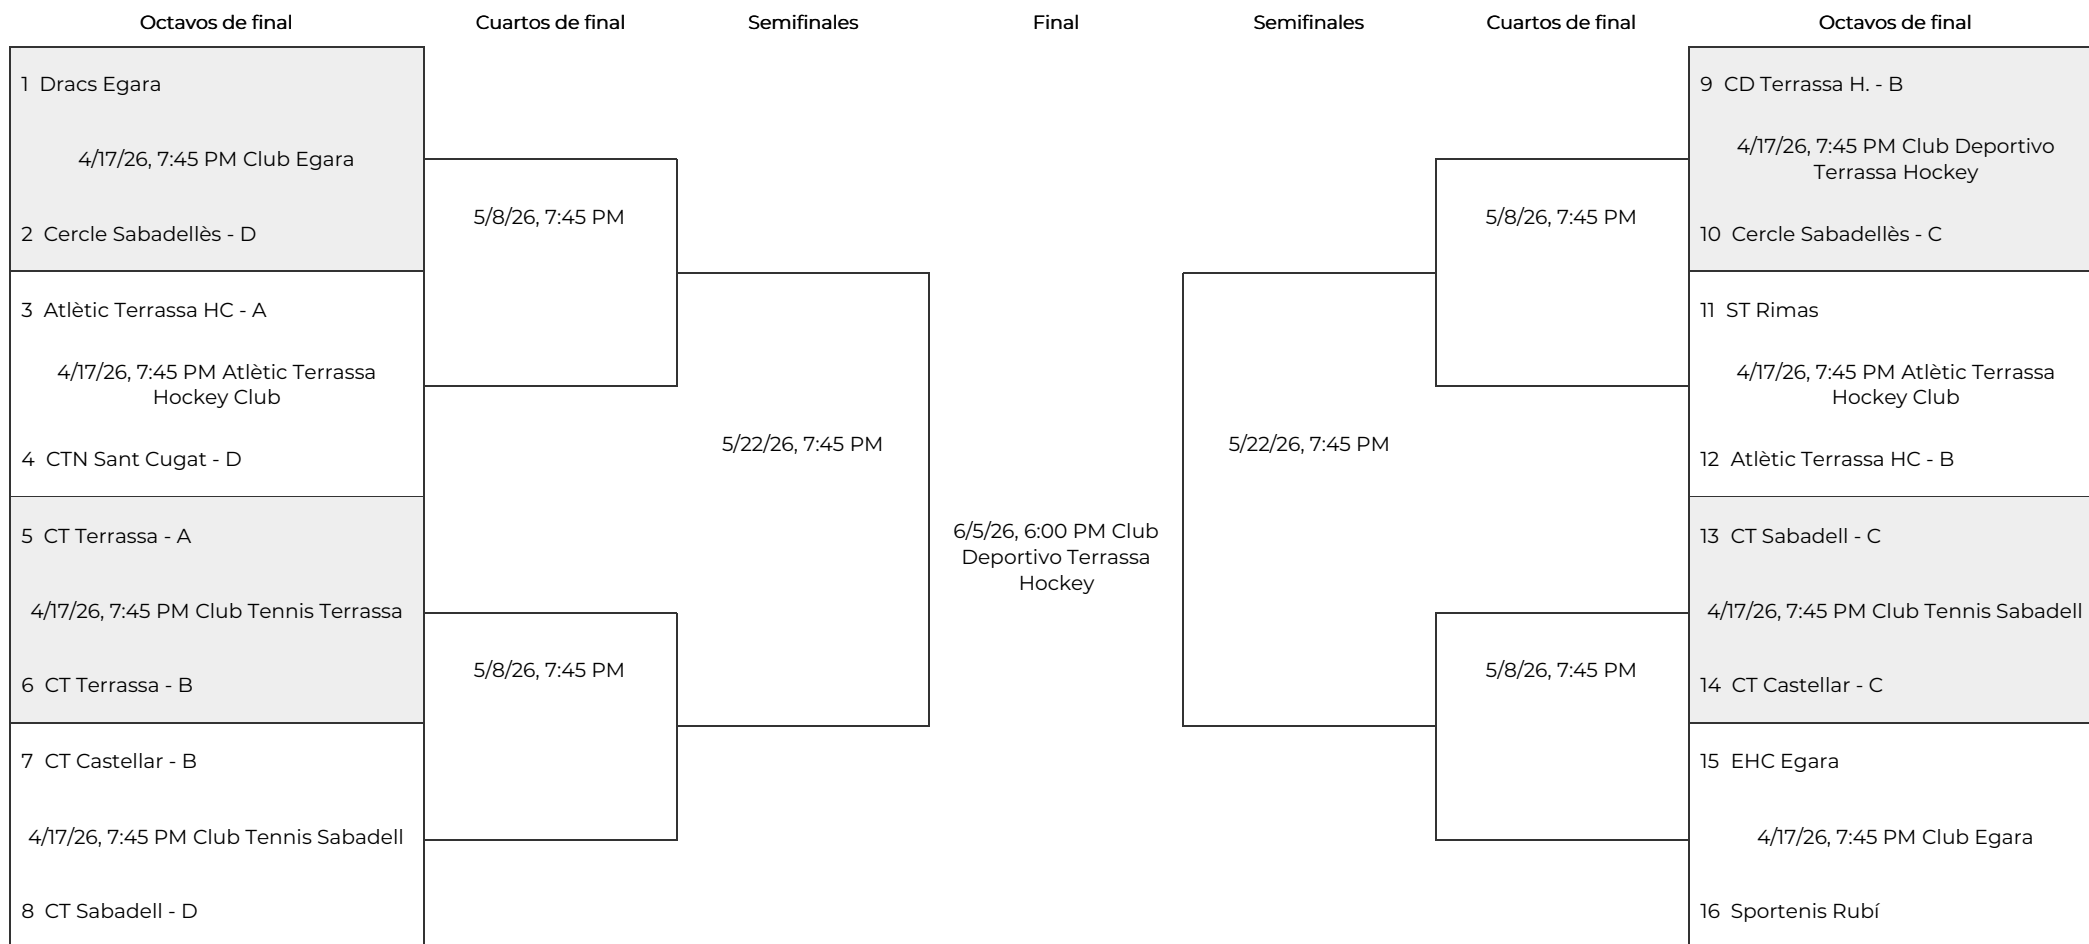 Octavos de final
Cuartos de final
Semifinales
Final
Semifinales
Cuartos de final
Octavos de final
1 Dracs Egara
4/17/26, 7:45 PM Club Egara
2 Cercle Sabadellès - D
3 Atlètic Terrassa HC - A
4/17/26, 7:45 PM Atlètic Terrassa
Hockey Club
4 CTN Sant Cugat - D
5 CT Terrassa - A
4/17/26, 7:45 PM Club Tennis Terrassa
6 CT Terrassa - B
7 CT Castellar - B
4/17/26, 7:45 PM Club Tennis Sabadell
8 CT Sabadell - D
5/8/26, 7:45 PM
5/8/26, 7:45 PM
5/22/26, 7:45 PM
6/5/26, 6:00 PM Club
Deportivo Terrassa
Hockey
5/22/26, 7:45 PM
5/8/26, 7:45 PM
5/8/26, 7:45 PM
9 CD Terrassa H. - B
4/17/26, 7:45 PM Club Deportivo
Terrassa Hockey
10 Cercle Sabadellès - C
11 ST Rimas
4/17/26, 7:45 PM Atlètic Terrassa
Hockey Club
12 Atlètic Terrassa HC - B
13 CT Sabadell - C
4/17/26, 7:45 PM Club Tennis Sabadell
14 CT Castellar - C
15 EHC Egara
4/17/26, 7:45 PM Club Egara
16 Sportenis Rubí